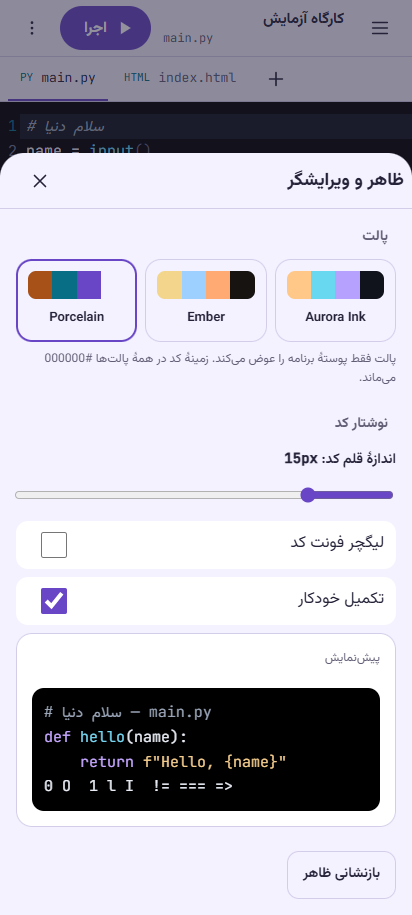 کارگاه آزمایش
main.py
اجرا
PY main.py
HTML index.html
1 # سلام دنیا
2 name = input()
ظاهر و ویرایشگر
پالت
Porcelain
Ember
Aurora Ink
پالت فقط پوستهٔ برنامه را عوض می‌کند. زمینهٔ کد در همهٔ پالت‌ها #000000
می‌ماند.
نوشتار کد
اندازهٔ قلم کد: 15px
لیگچر فونت کد
تکمیل خودکار
پیش‌نمایش
# سلام دنیا — main.py
def hello(name):
    return f"Hello, {name}"
0 O  1 l I  != === =>
بازنشانی ظاهر